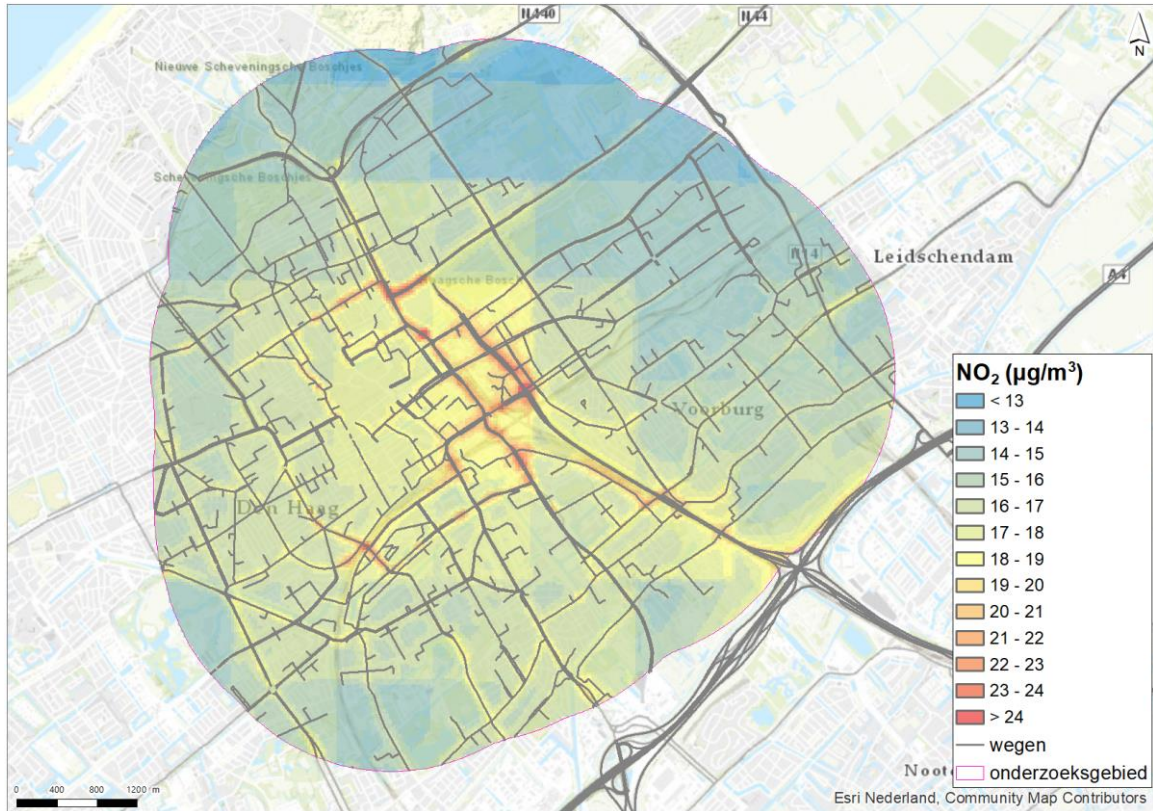 N440
N44
N
Nieuwe Scheveningsche Boschjes
Scheveningsche Boschjes
N14
Leidschendam
A4
Haagsche Bosch
Voorburg
Den Haag
NO₂ (µg/m³)
< 13
13 - 14
14 - 15
15 - 16
16 - 17
17 - 18
18 - 19
19 - 20
20 - 21
21 - 22
22 - 23
23 - 24
> 24
wegen
onderzoeksgebied
Noot
0 400 800 1200 m
Esri Nederland, Community Map Contributors